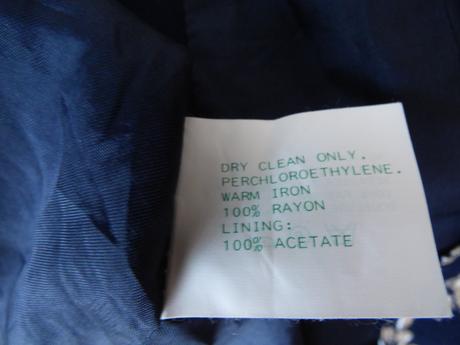 DRY CLEAN ONLY.
PERCHLOROETHYLENE.
WARM IRON
100% RAYON
LINING:
100% ACETATE